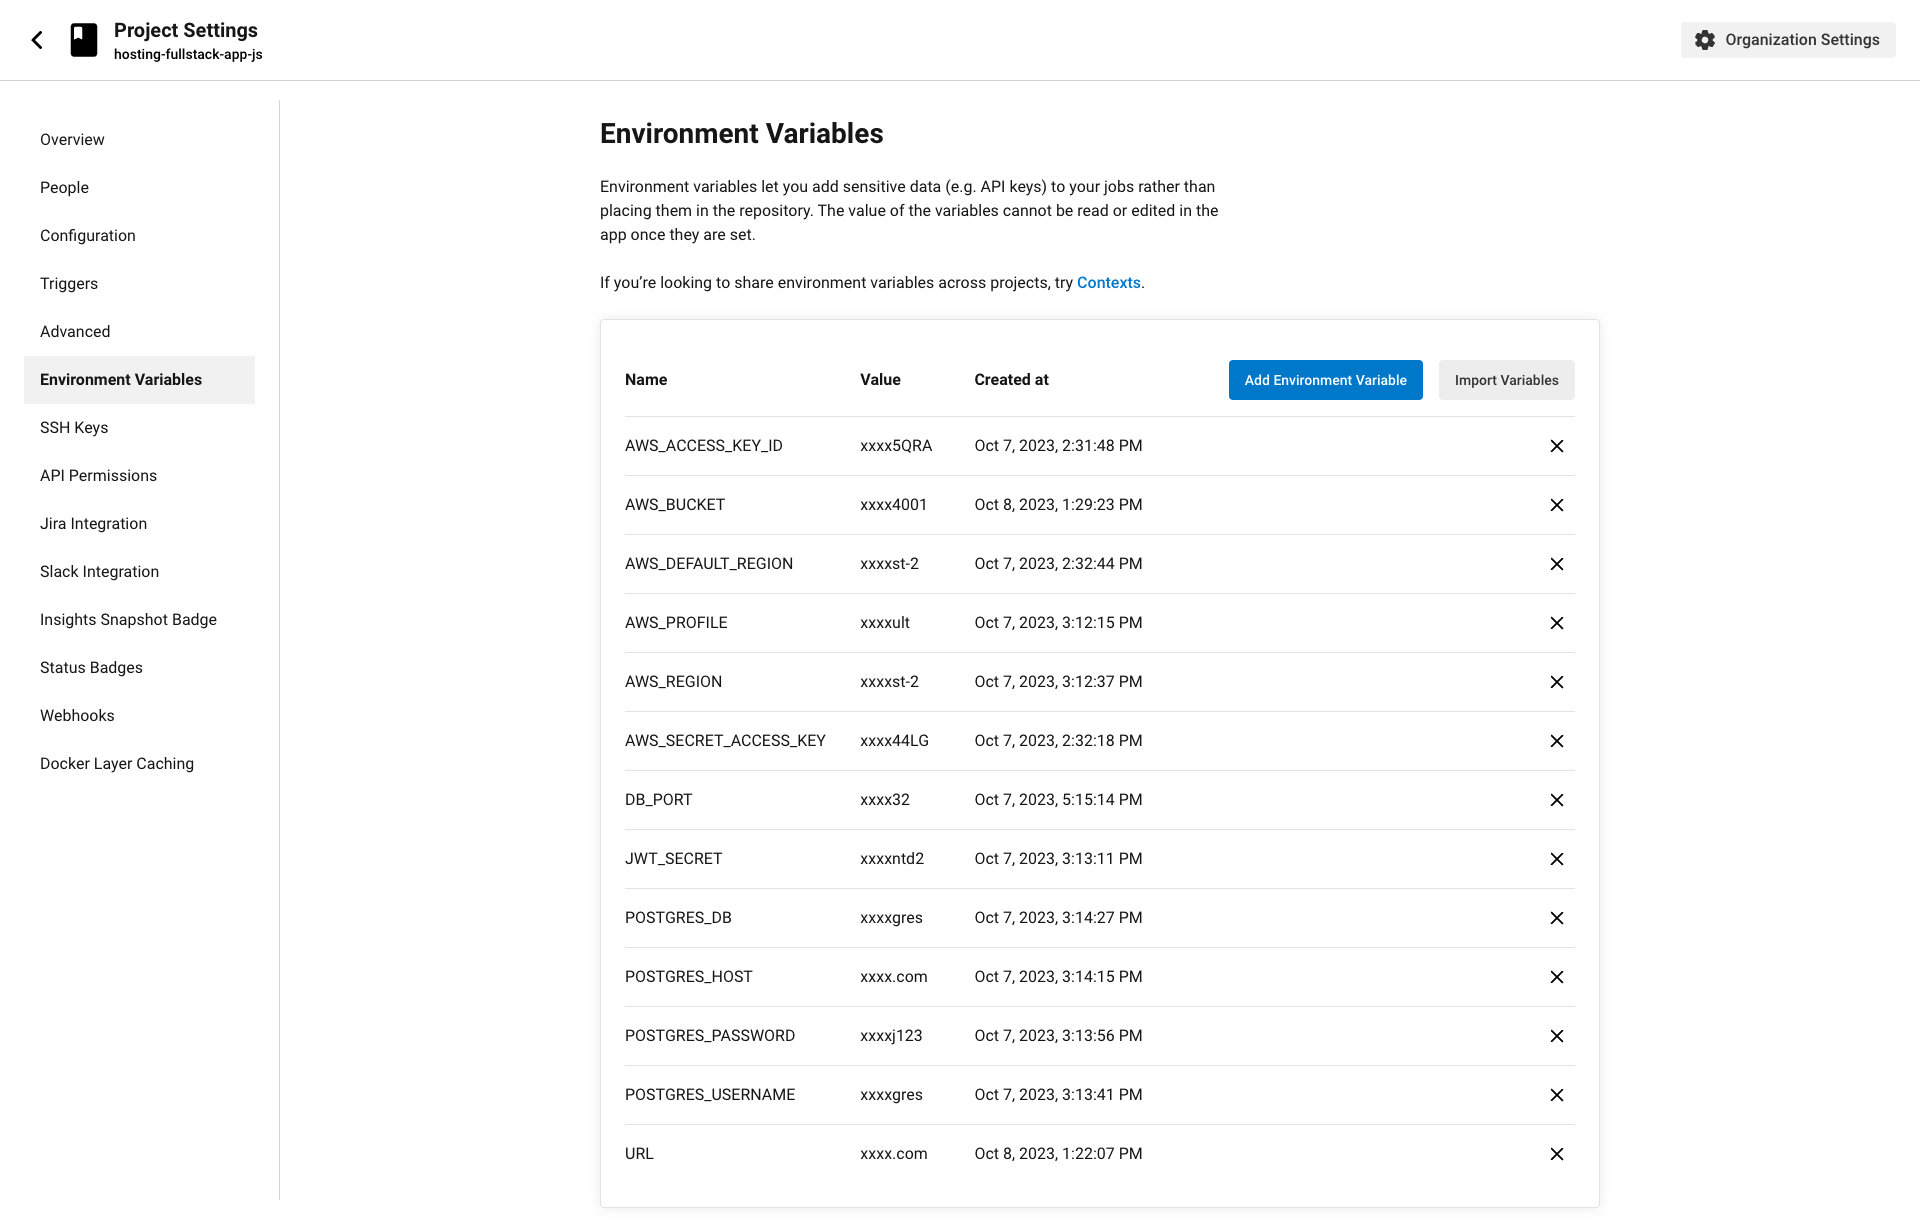 Project Settings
hosting-fullstack-app-js
Organization Settings
Overview
People
Configuration
Triggers
Advanced
Environment Variables
SSH Keys
API Permissions
Jira Integration
Slack Integration
Insights Snapshot Badge
Status Badges
Webhooks
Docker Layer Caching
Environment Variables
Environment variables let you add sensitive data (e.g. API keys) to your jobs rather than
placing them in the repository. The value of the variables cannot be read or edited in the
app once they are set.
If you’re looking to share environment variables across projects, try Contexts.
Name Value Created at Add Environment Variable Import Variables
AWS_ACCESS_KEY_ID xxxx5QRA Oct 7, 2023, 2:31:48 PM
AWS_BUCKET xxxx4001 Oct 8, 2023, 1:29:23 PM
AWS_DEFAULT_REGION xxxxst-2 Oct 7, 2023, 2:32:44 PM
AWS_PROFILE xxxxult Oct 7, 2023, 3:12:15 PM
AWS_REGION xxxxst-2 Oct 7, 2023, 3:12:37 PM
AWS_SECRET_ACCESS_KEY xxxx44LG Oct 7, 2023, 2:32:18 PM
DB_PORT xxxx32 Oct 7, 2023, 5:15:14 PM
JWT_SECRET xxxxntd2 Oct 7, 2023, 3:13:11 PM
POSTGRES_DB xxxxgres Oct 7, 2023, 3:14:27 PM
POSTGRES_HOST xxxx.com Oct 7, 2023, 3:14:15 PM
POSTGRES_PASSWORD xxxxj123 Oct 7, 2023, 3:13:56 PM
POSTGRES_USERNAME xxxxgres Oct 7, 2023, 3:13:41 PM
URL xxxx.com Oct 8, 2023, 1:22:07 PM